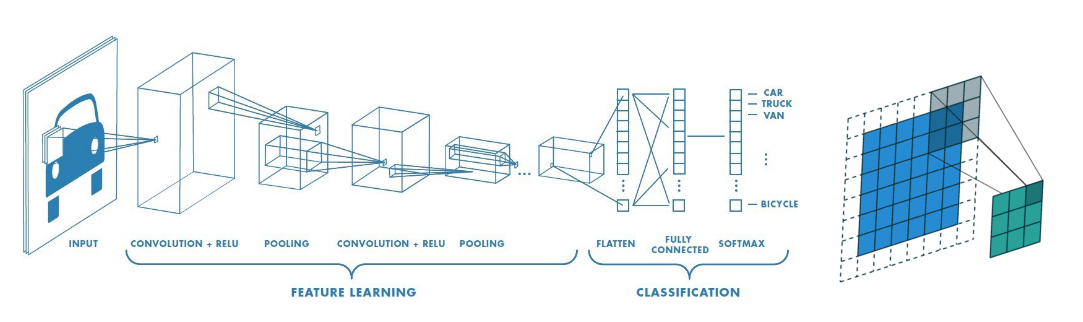 CAR
TRUCK
VAN
BICYCLE
INPUT
CONVOLUTION + RELU
POOLING
CONVOLUTION + RELU
POOLING
FLATTEN
FULLY
CONNECTED
SOFTMAX
FEATURE LEARNING
CLASSIFICATION